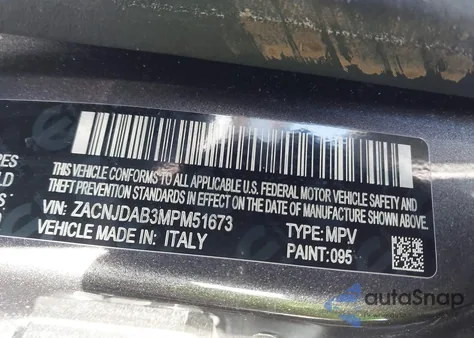 RES
LD
THIS VEHICLE CONFORMS TO ALL APPLICABLE U.S. FEDERAL MOTOR VEHICLE SAFETY AND
THEFT PREVENTION STANDARDS IN EFFECT ON THE DATE OF MANUFACTURE SHOWN ABOVE.
VIN: ZACNJDAB3MPM51673 TYPE: MPV
VEHICLE MADE IN: ITALY PAINT: 095
autoSnap